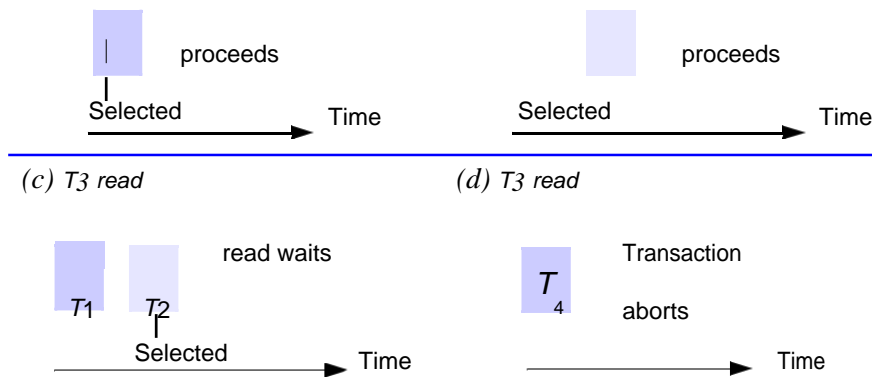 proceeds
proceeds
Selected
Time
Selected
Time
(c) T3 read
(d) T3 read
read waits
Transaction
T1
T2
T4
aborts
Selected
Time
Time